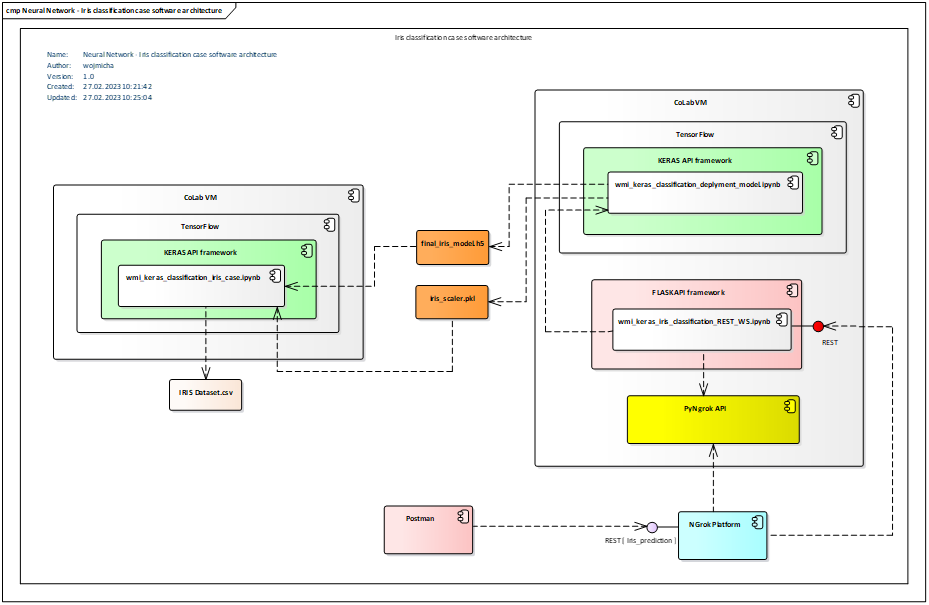 cmp Neural Network - Iris classification case software architecture
Iris classification case software architecture
Name: Neural Network - Iris classification case software architecture
Author: wojmicha
Version: 1.0
Created: 27.02.2023 10:21:42
Updated: 27.02.2023 10:25:04
CoLab VM
TensorFlow
KERAS API framework
wmi_keras_classification_deplyment_model.ipynb
CoLab VM
TensorFlow
KERAS API framework
wmi_keras_classification_iris_case.ipynb
final_iris_model.h5
iris_scaler.pkl
FLASK API framework
wmi_keras_iris_classification_REST_WS.ipynb
REST
IRIS Dataset.csv
PyNgrok API
Postman
REST[ iris_prediction ]
NGrok Platform